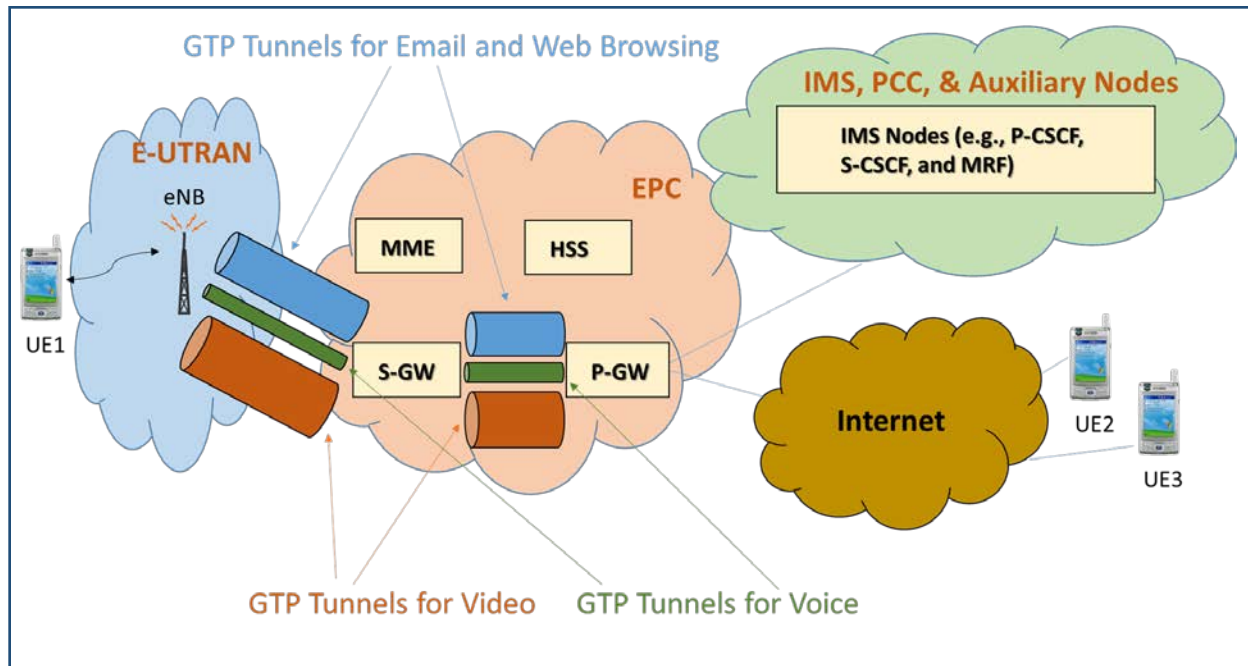 GTP Tunnels for Email and Web Browsing
IMS, PCC, & Auxiliary Nodes
IMS Nodes (e.g., P-CSCF,
S-CSCF, and MRF)
E-UTRAN
eNB
EPC
MME
HSS
UE1
S-GW
P-GW
Internet
UE2
UE3
GTP Tunnels for Video
GTP Tunnels for Voice